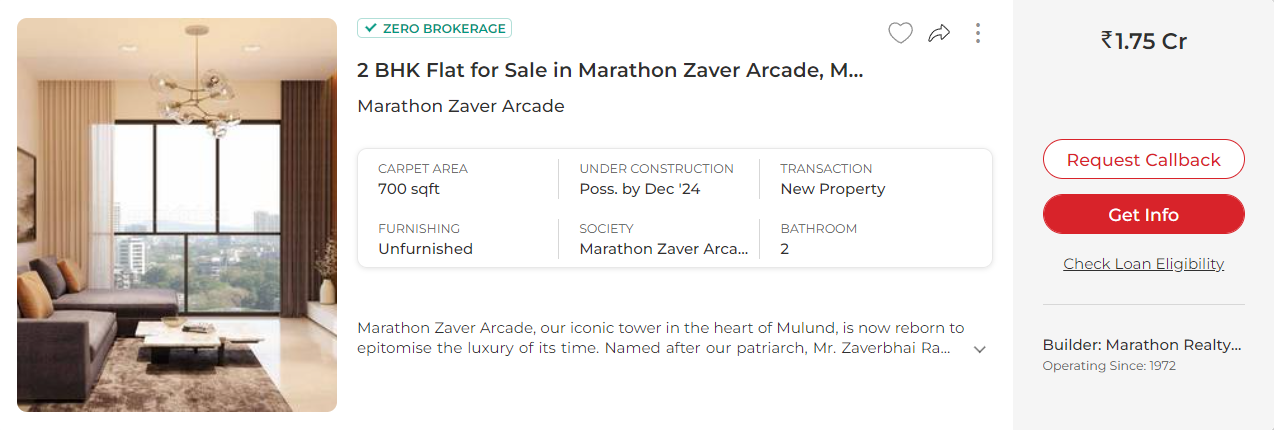 ZERO BROKERAGE
2 BHK Flat for Sale in Marathon Zaver Arcade, M...
Marathon Zaver Arcade
CARPET AREA
700 sqft
UNDER CONSTRUCTION
Poss. by Dec '24
TRANSACTION
New Property
FURNISHING
Unfurnished
SOCIETY
Marathon Zaver Arca...
BATHROOM
2
Marathon Zaver Arcade, our iconic tower in the heart of Mulund, is now reborn to
epitomise the luxury of its time. Named after our patriarch, Mr. Zaverbhai Ra...
₹1.75 Cr
Request Callback
Get Info
Check Loan Eligibility
Builder: Marathon Realty...
Operating Since: 1972